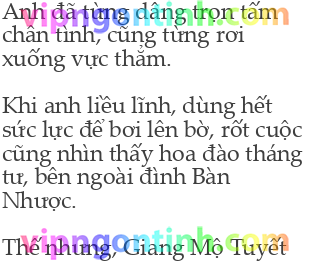 Anh đã từng dâng trọn tấm
chân tình, cũng từng rơi
xuống vực thẳm.
Khi anh liều lĩnh, dùng hết
sức lực để bơi lên bờ, rốt cuộc
cũng nhìn thấy hoa đào tháng
tư, bên ngoài đình Bàn
Nhược.
Thế nhưng, Giang Mộ Tuyết
vipngontinh.com
vipngontinh.com
vipngontinh.com